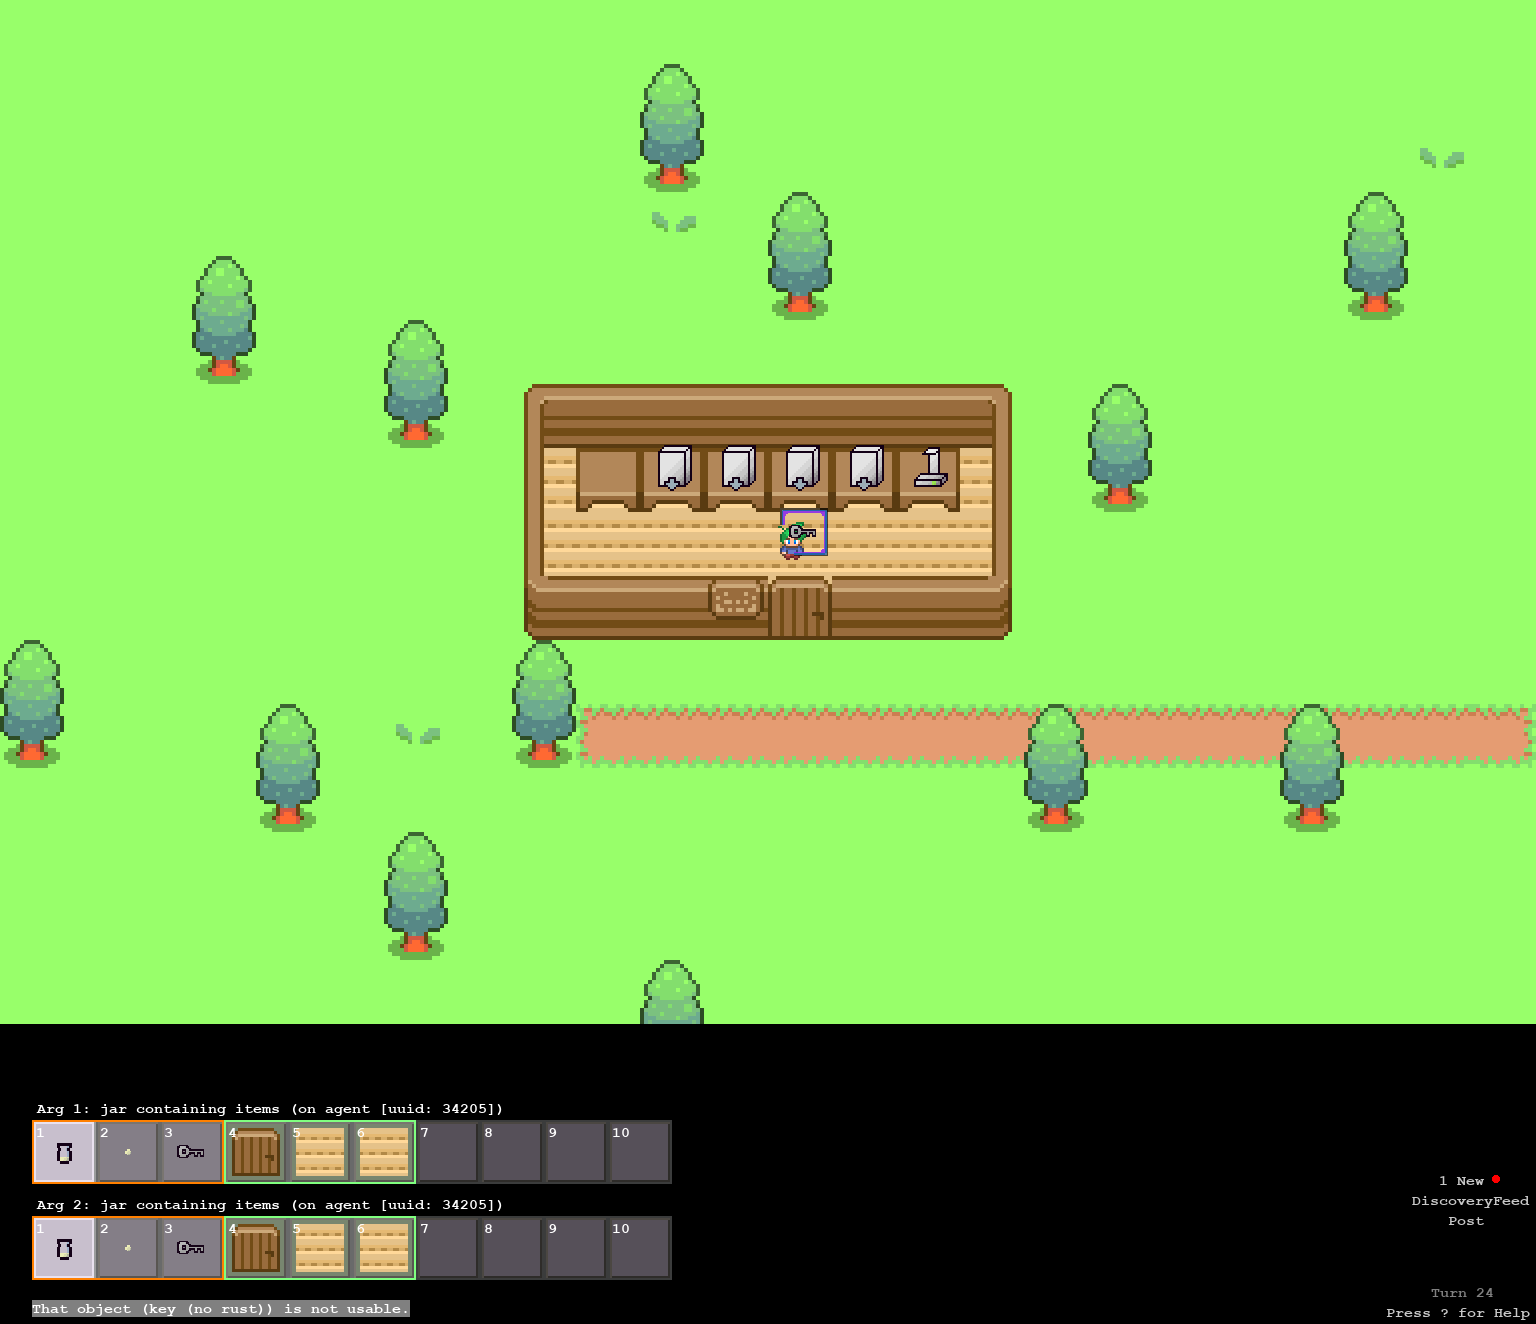 Arg 1: jar containing items (on agent [uuid: 34205])
1 2 3 4 5 6 7 8 9 10
Arg 2: jar containing items (on agent [uuid: 34205])
1 2 3 4 5 6 7 8 9 10
That object (key (no rust)) is not usable.
1 New
DiscoveryFeed
Post
Turn 24
Press ? for Help